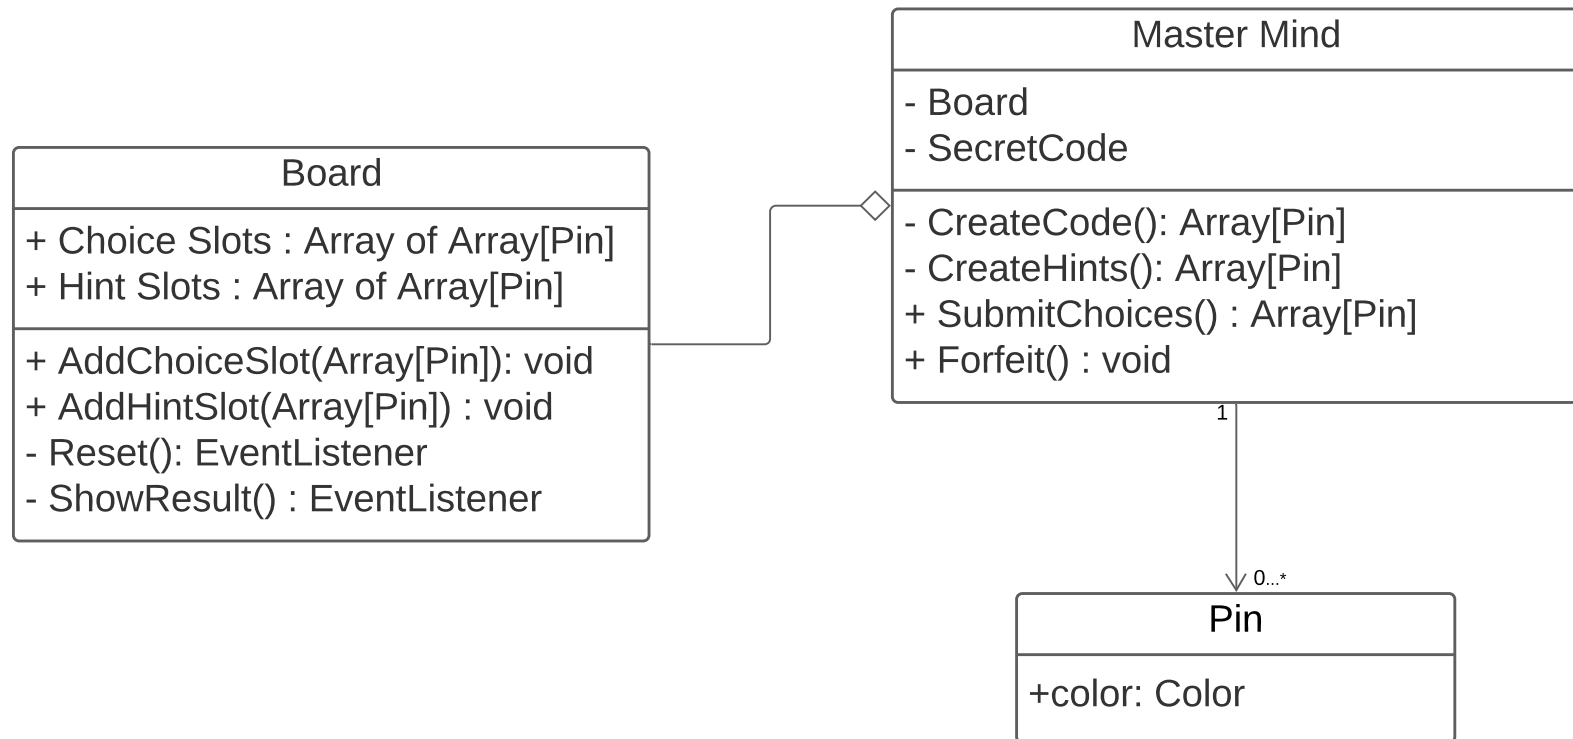 Master Mind
- Board
- SecretCode
- CreateCode(): Array[Pin]
- CreateHints(): Array[Pin]
+ SubmitChoices() : Array[Pin]
+ Forfeit() : void
Board
+ Choice Slots : Array of Array[Pin]
+ Hint Slots : Array of Array[Pin]
+ AddChoiceSlot(Array[Pin]): void
+ AddHintSlot(Array[Pin]) : void
- Reset(): EventListener
- ShowResult() : EventListener
1
0...*
Pin
+color: Color